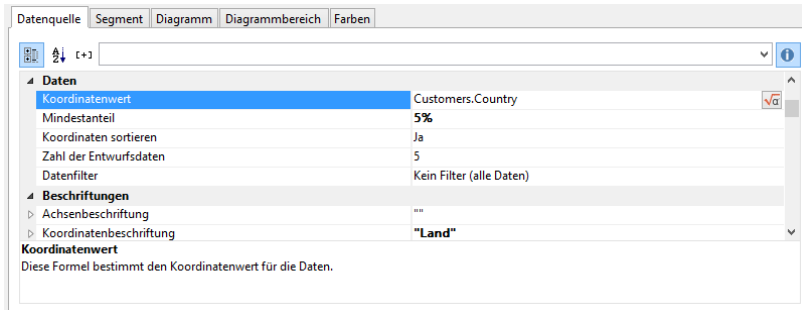 Datenquelle Segment Diagramm Diagrammbereich Farben
A Z [+]
Daten
Koordinatenwert Customers.Country √α
Mindestanteil 5%
Koordinaten sortieren Ja
Zahl der Entwurfsdaten 5
Datenfilter Kein Filter (alle Daten)
Beschriftungen
Achsenbeschriftung ""
Koordinatenbeschriftung "Land"
Koordinatenwert
Diese Formel bestimmt den Koordinatenwert für die Daten.